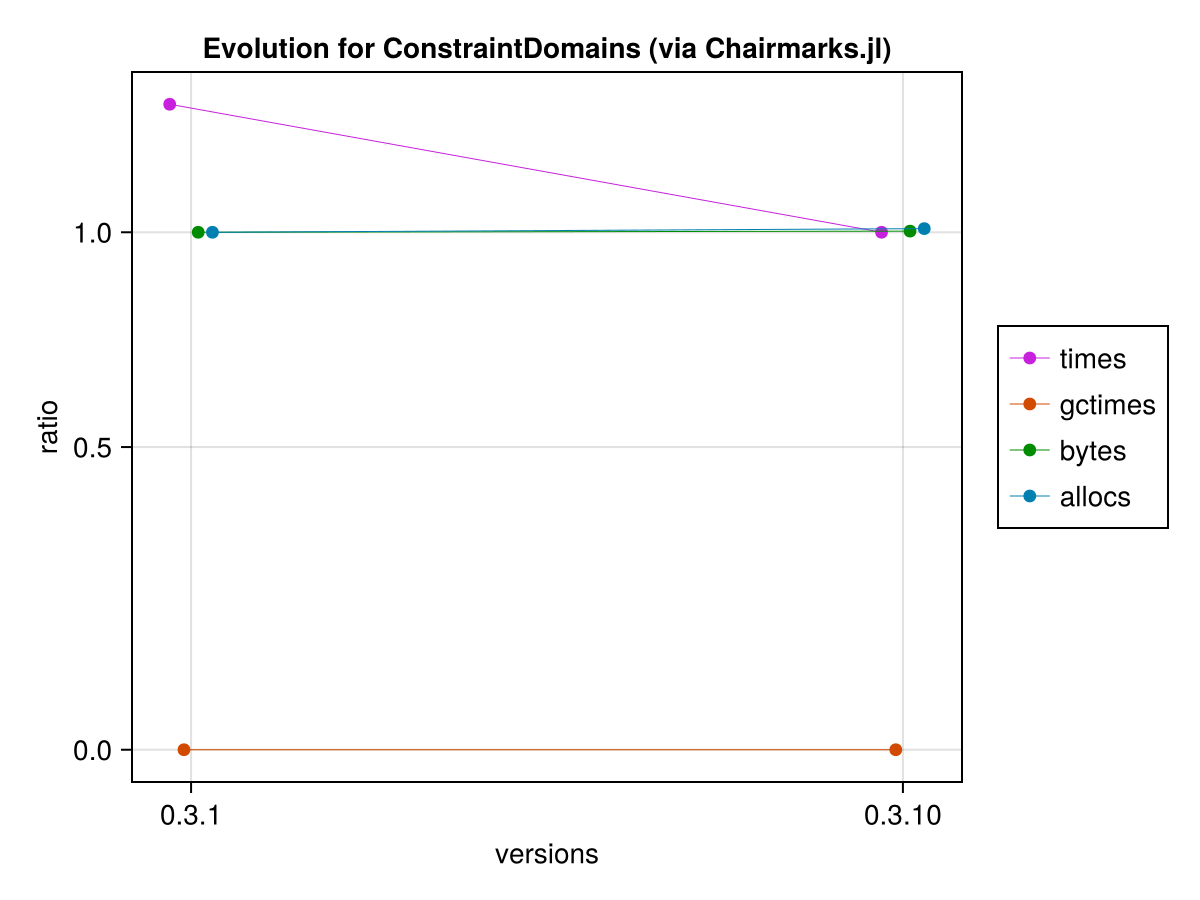 Evolution for ConstraintDomains (via Chairmarks.jl)
1.0
0.5
0.0
ratio
0.3.1
0.3.10
versions
times
gctimes
bytes
allocs